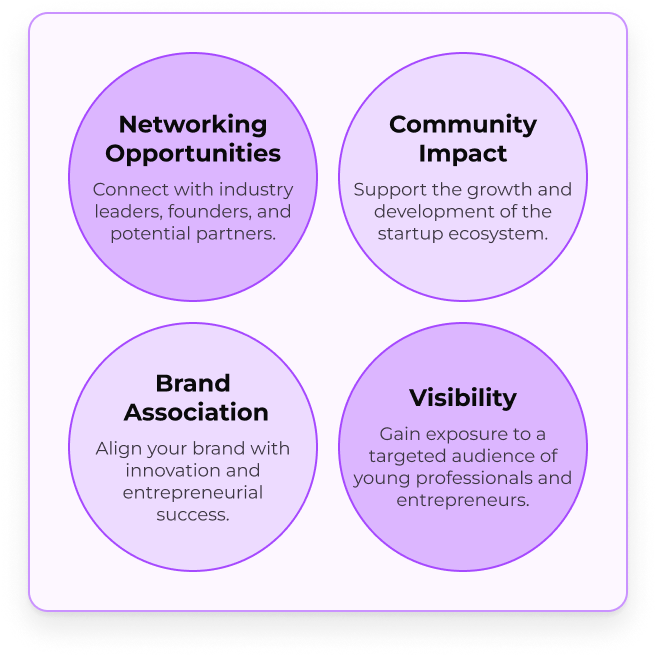 Networking
Opportunities
Connect with industry
leaders, founders, and
potential partners.
Community
Impact
Support the growth and
development of the
startup ecosystem.
Brand
Association
Align your brand with
innovation and
entrepreneurial
success.
Visibility
Gain exposure to a
targeted audience of
young professionals and
entrepreneurs.